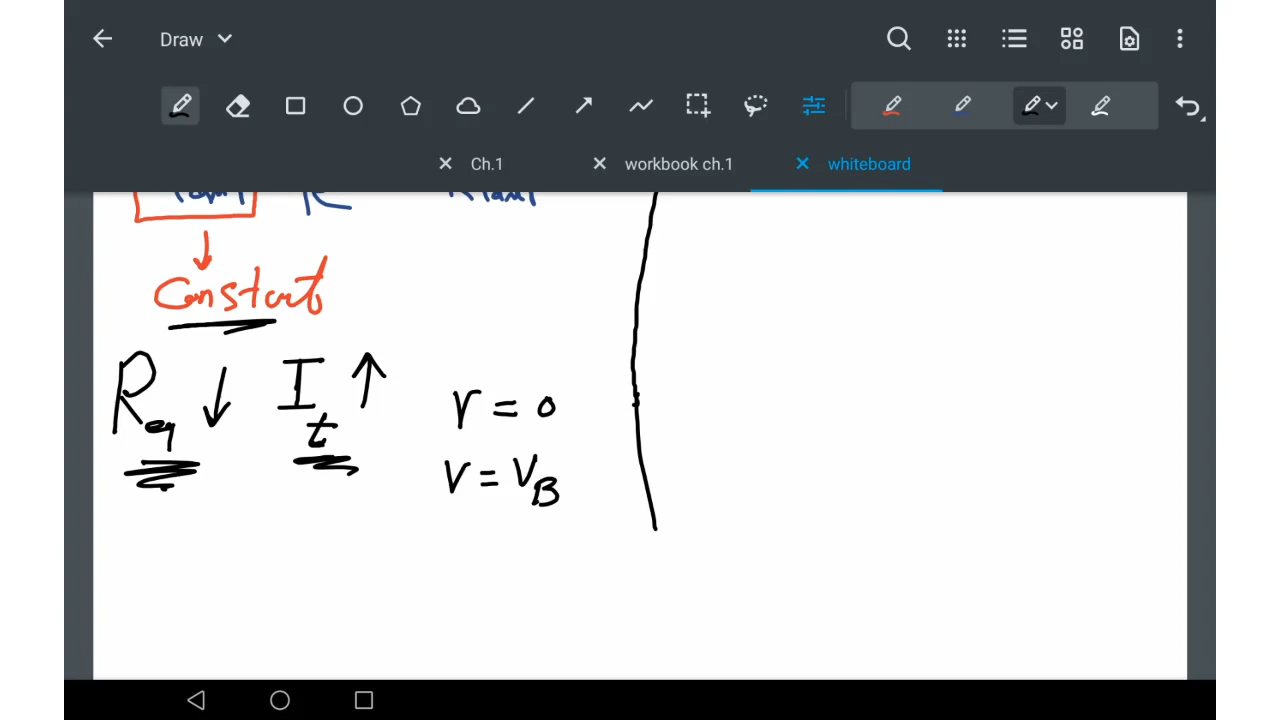 Draw
Ch.1
workbook ch.1
whiteboard
Constant
Req ↓ It ↑
r = 0
V = VB